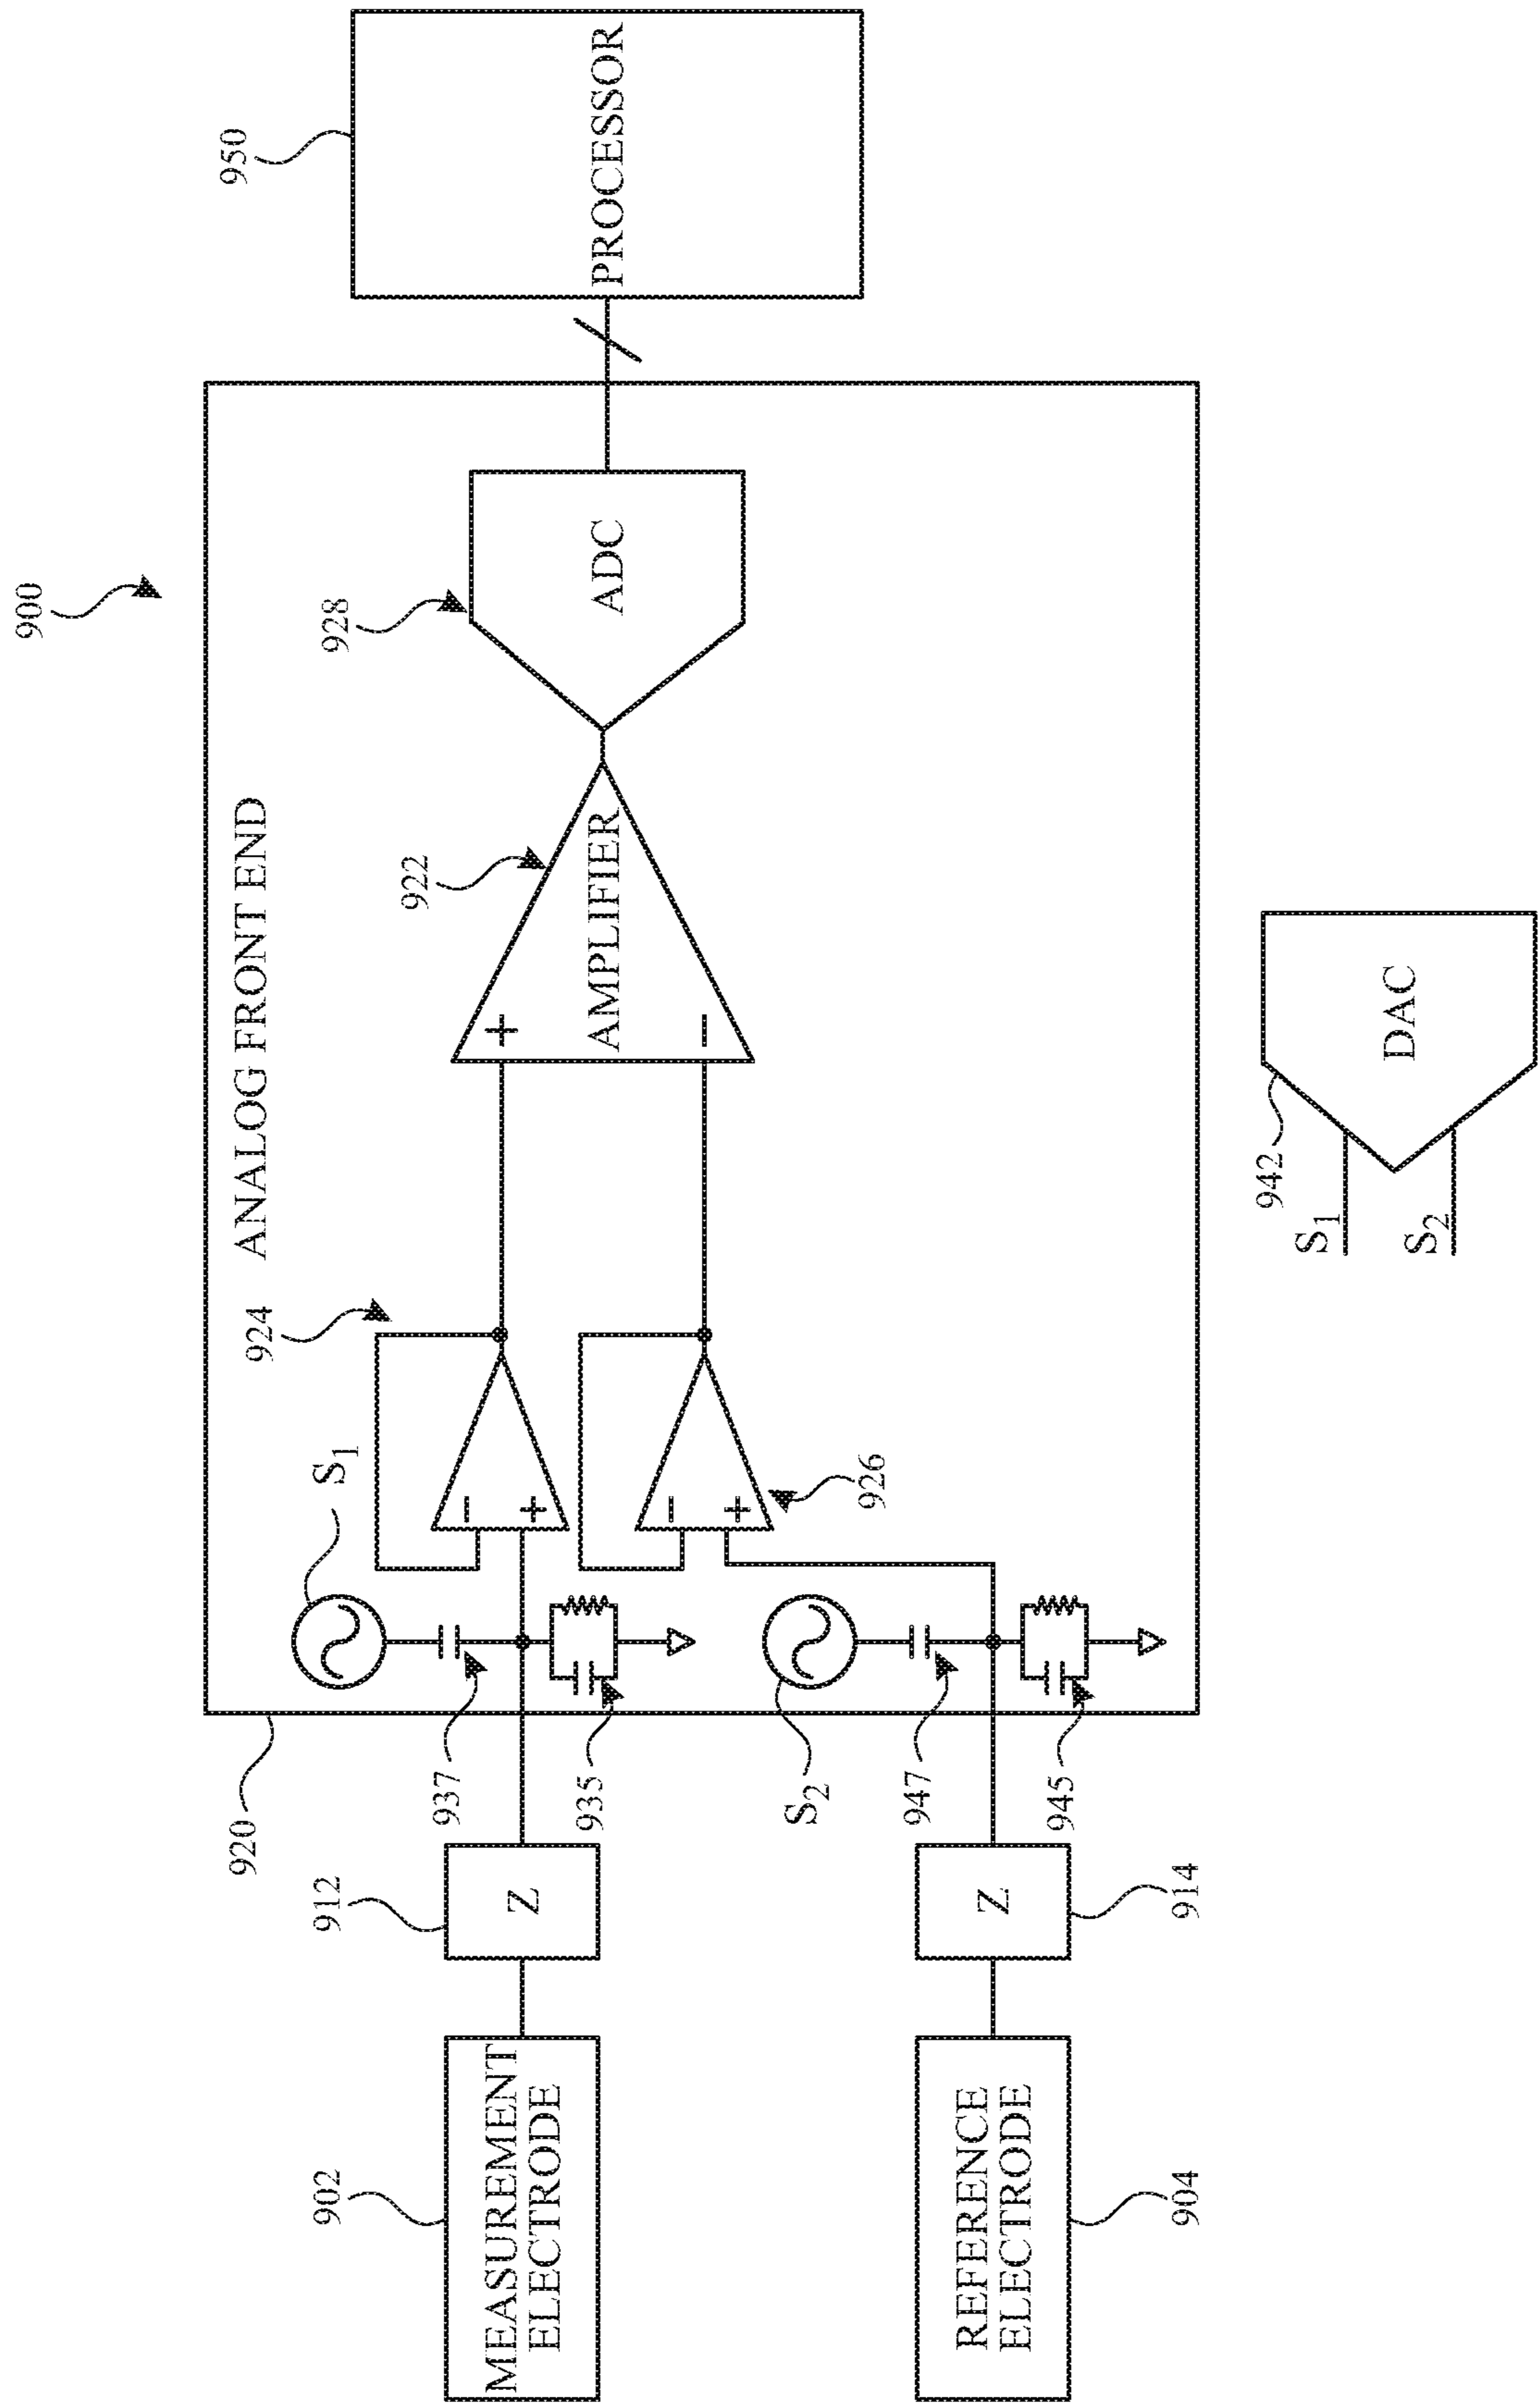 900
ANALOG FRONT END
920
S1
924
922
928
950
902
MEASUREMENT
ELECTRODE
912
Z
937
935
-
+
+
-
AMPLIFIER
ADC
PROCESSOR
-
+
926
S2
947
945
REFERENCE
ELECTRODE
904
Z
914
942
S1
S2
DAC